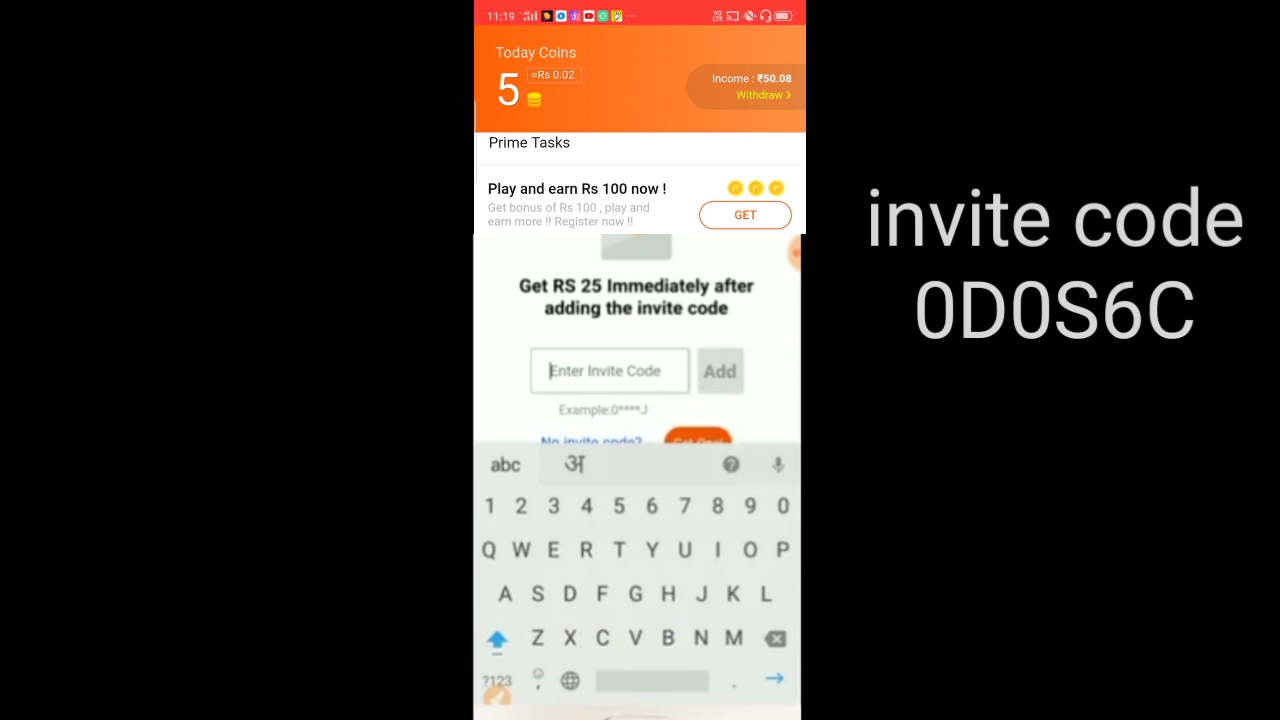 11:19
Today Coins
5 ≈Rs 0.02
Income : ₹50.08
Withdraw >
Prime Tasks
Play and earn Rs 100 now !
Get bonus of Rs 100 , play and
earn more !! Register now !!
GET
Get RS 25 Immediately after
adding the invite code
Enter Invite Code Add
Example:0****J
No invite code?
abc अ
1 2 3 4 5 6 7 8 9 0
Q W E R T Y U I O P
A S D F G H J K L
Z X C V B N M
?123 , .
invite code
0D0S6C